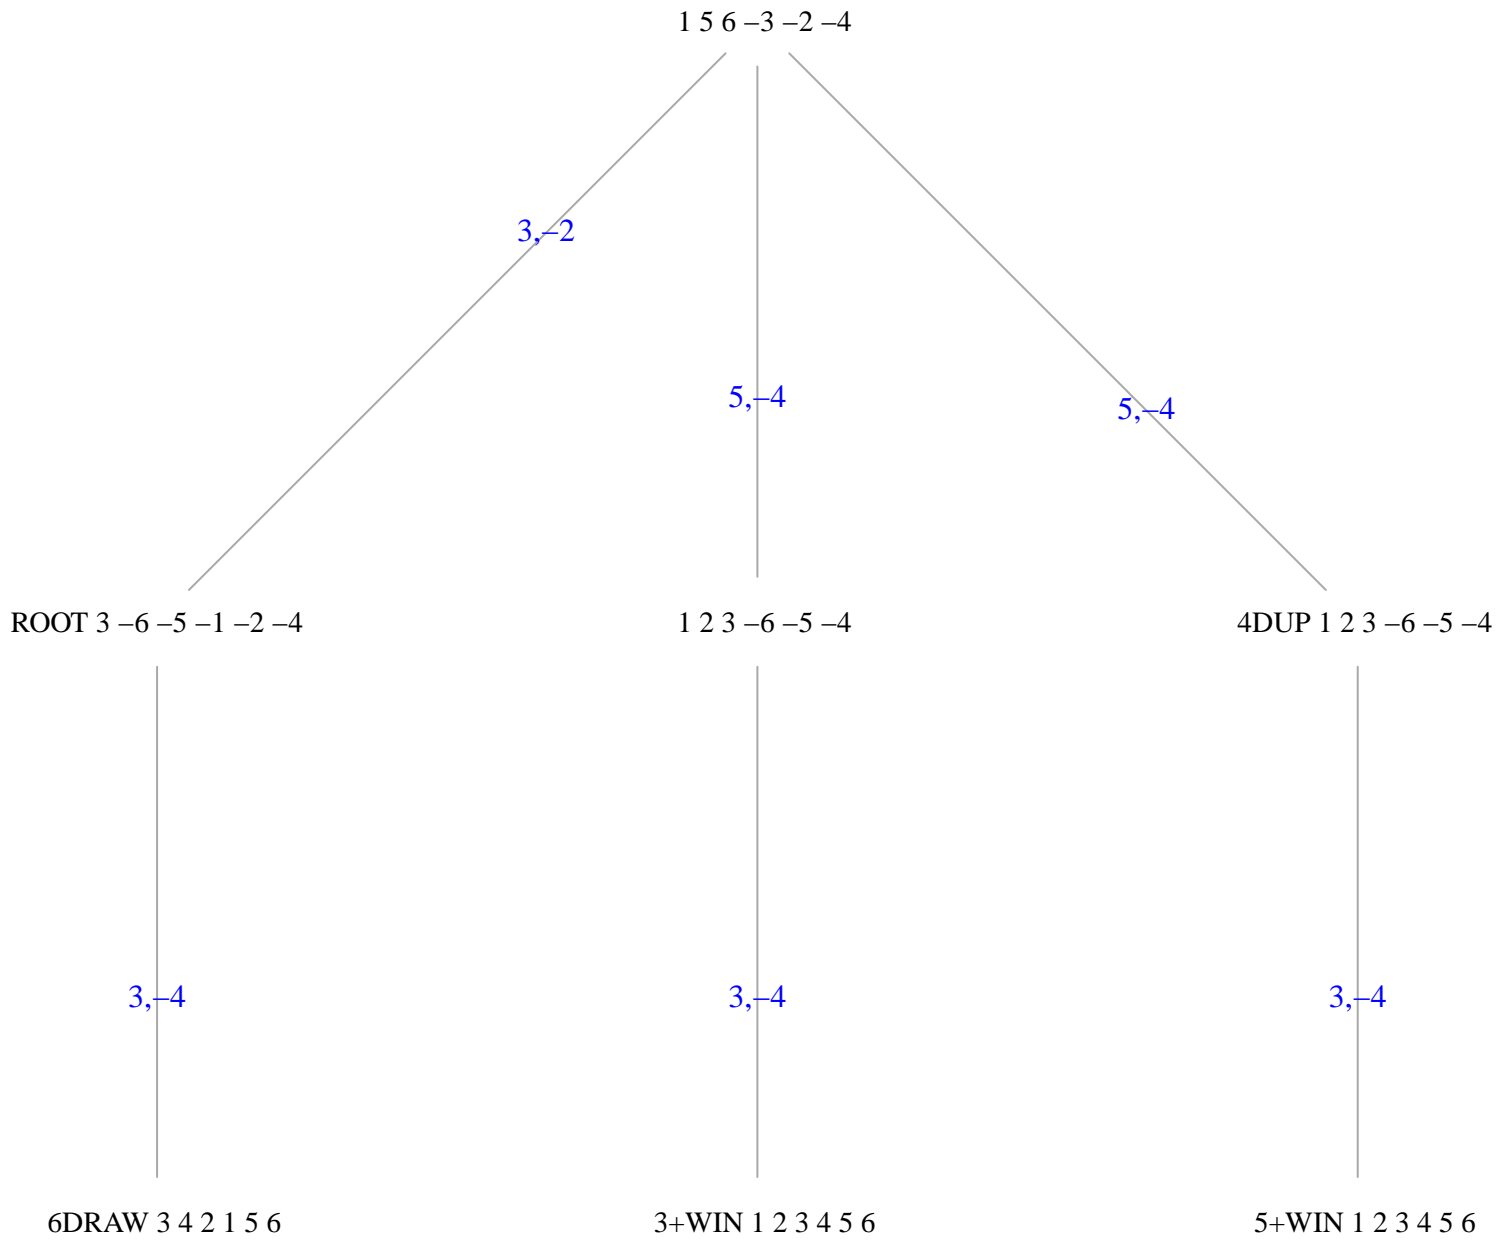 1 5 6 –3 –2 –4
3,–2
5,–4
5,–4
ROOT 3 –6 –5 –1 –2 –4
1 2 3 –6 –5 –4
4DUP 1 2 3 –6 –5 –4
3,–4
3,–4
3,–4
6DRAW 3 4 2 1 5 6
3+WIN 1 2 3 4 5 6
5+WIN 1 2 3 4 5 6